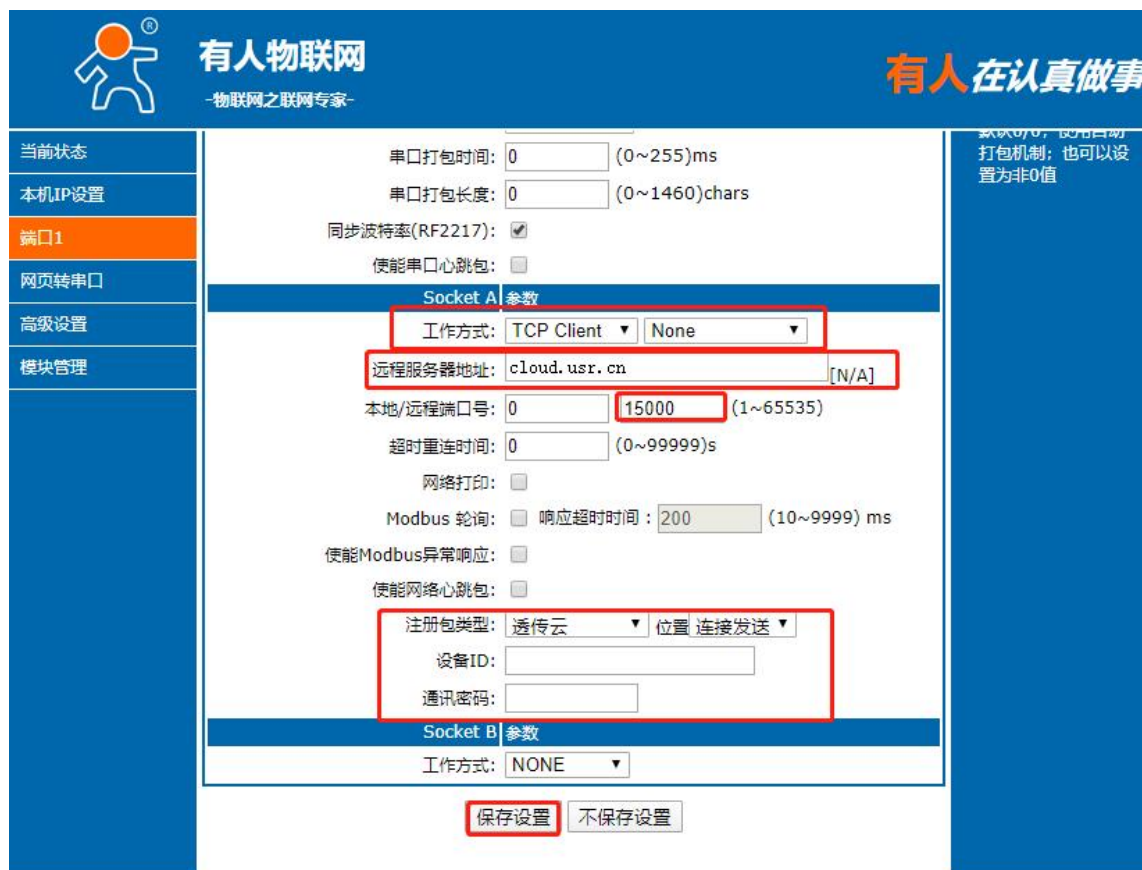 ®
有人物联网
-物联网之联网专家-
有人在认真做事
当前状态
本机IP设置
端口1
网页转串口
高级设置
模块管理
串口打包时间: 0 (0~255)ms
串口打包长度: 0 (0~1460)chars
同步波特率(RF2217):
使能串口心跳包:
Socket A 参数
工作方式: TCP Client None
远程服务器地址: cloud.usr.cn [N/A]
本地/远程端口号: 0 15000 (1~65535)
超时重连时间: 0 (0~99999)s
网络打印:
Modbus 轮询: 响应超时时间：200 (10~9999) ms
使能Modbus异常响应:
使能网络心跳包:
注册包类型: 透传云 位置 连接发送
设备ID:
通讯密码:
Socket B 参数
工作方式: NONE
保存设置 不保存设置
默认0/0，使用自动
打包机制；也可以设
置为非0值